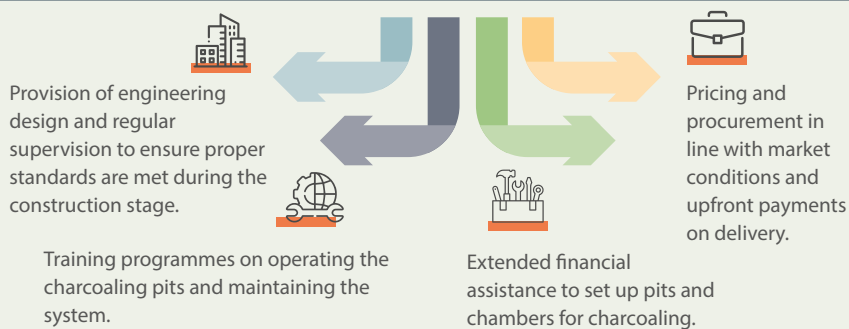 Provision of engineering
design and regular
supervision to ensure proper
standards are met during the
construction stage.
Training programmes on operating the
charcoaling pits and maintaining the
system.
Extended financial
assistance to set up pits and
chambers for charcoaling.
Pricing and
procurement in
line with market
conditions and
upfront payments
on delivery.